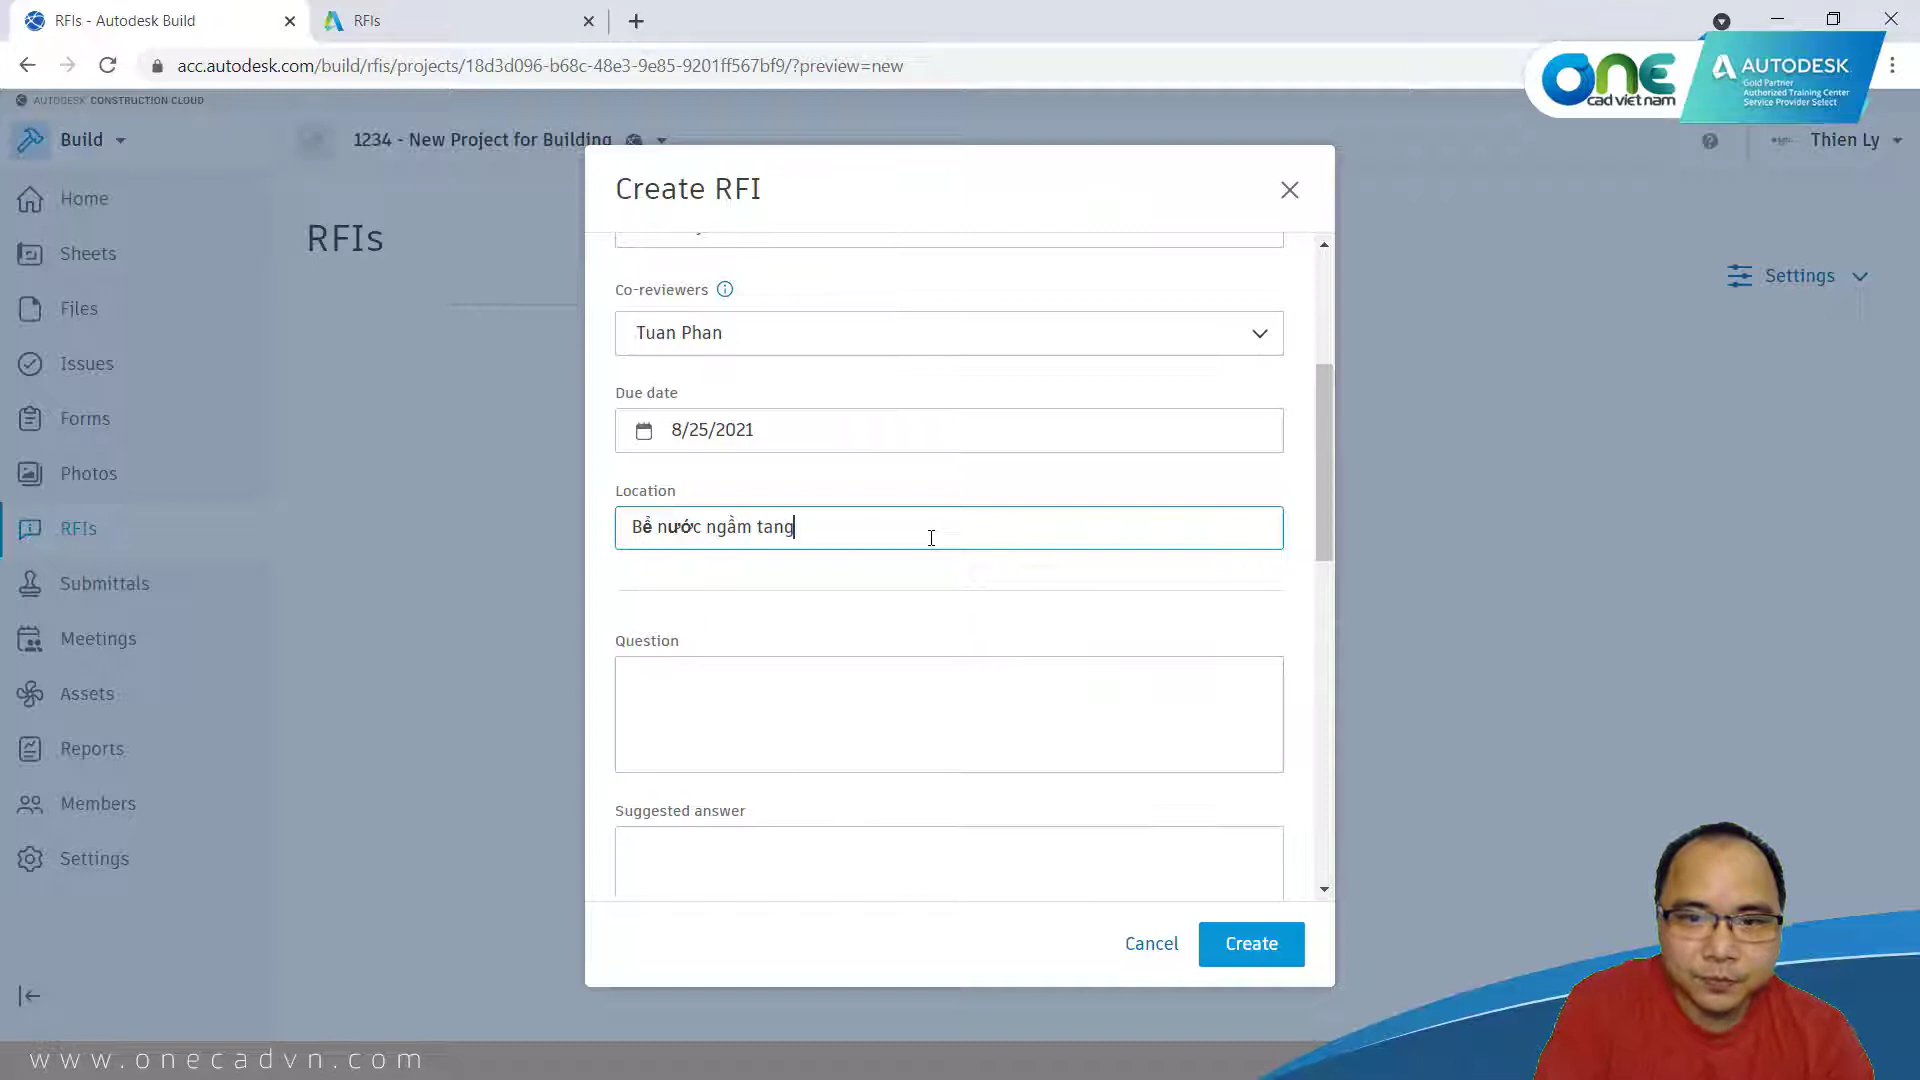 RFIs - Autodesk Build
RFIs
acc.autodesk.com/build/rfis/projects/18d3d096-b68c-48e3-9e85-9201ff567bf9/?preview=new
one
cad việt nam
AUTODESK
Gold Partner
Authorized Training Center
Service Provider Select
AUTODESK CONSTRUCTION CLOUD
Build
1234 - New Project for Building
Thien Ly
Home
Sheets
Files
Issues
Forms
Photos
RFIs
Submittals
Meetings
Assets
Reports
Members
Settings
RFIs
Settings
Create RFI
Co-reviewers
Tuan Phan
Due date
8/25/2021
Location
Bể nước ngầm tang
Question
Suggested answer
Cancel
Create
www.onecadvn.com